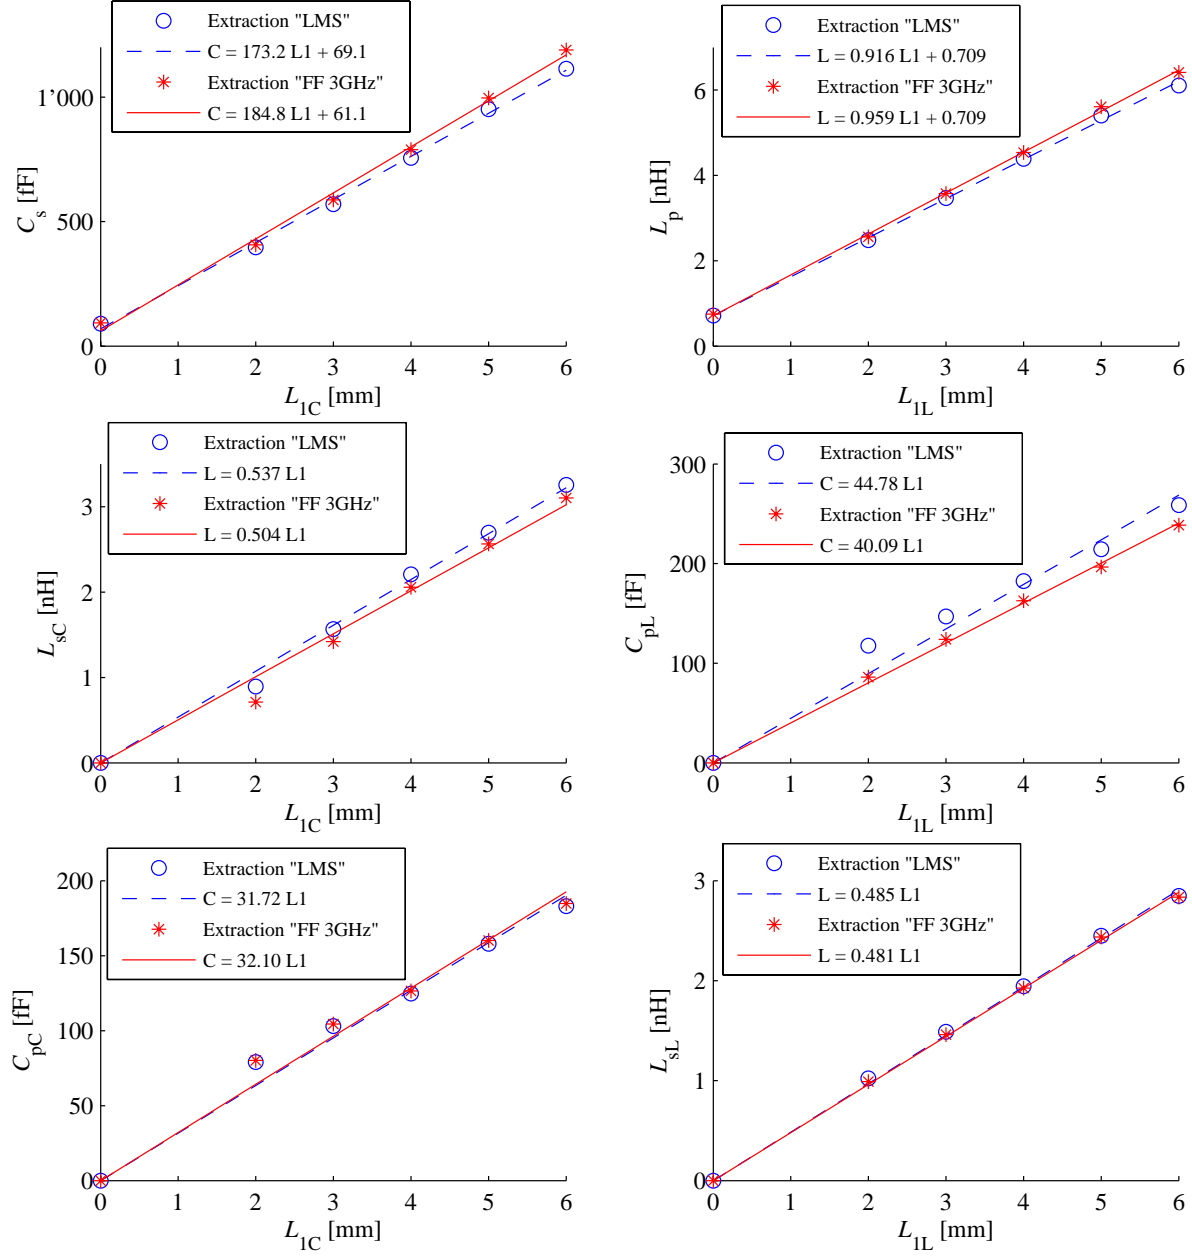 Extraction "LMS"
C = 173.2 L1 + 69.1
Extraction "FF 3GHz"
C = 184.8 L1 + 61.1
1'000
500
0
C_s [fF]
0 1 2 3 4 5 6
L_1C [mm]
Extraction "LMS"
L = 0.916 L1 + 0.709
Extraction "FF 3GHz"
L = 0.959 L1 + 0.709
6
4
2
0
L_p [nH]
0 1 2 3 4 5 6
L_1L [mm]
Extraction "LMS"
L = 0.537 L1
Extraction "FF 3GHz"
L = 0.504 L1
3
2
1
0
L_sC [nH]
0 1 2 3 4 5 6
L_1C [mm]
Extraction "LMS"
C = 44.78 L1
Extraction "FF 3GHz"
C = 40.09 L1
300
200
100
0
C_pL [fF]
0 1 2 3 4 5 6
L_1L [mm]
Extraction "LMS"
C = 31.72 L1
Extraction "FF 3GHz"
C = 32.10 L1
200
150
100
50
0
C_pC [fF]
0 1 2 3 4 5 6
L_1C [mm]
Extraction "LMS"
L = 0.485 L1
Extraction "FF 3GHz"
L = 0.481 L1
3
2
1
0
L_sL [nH]
0 1 2 3 4 5 6
L_1L [mm]